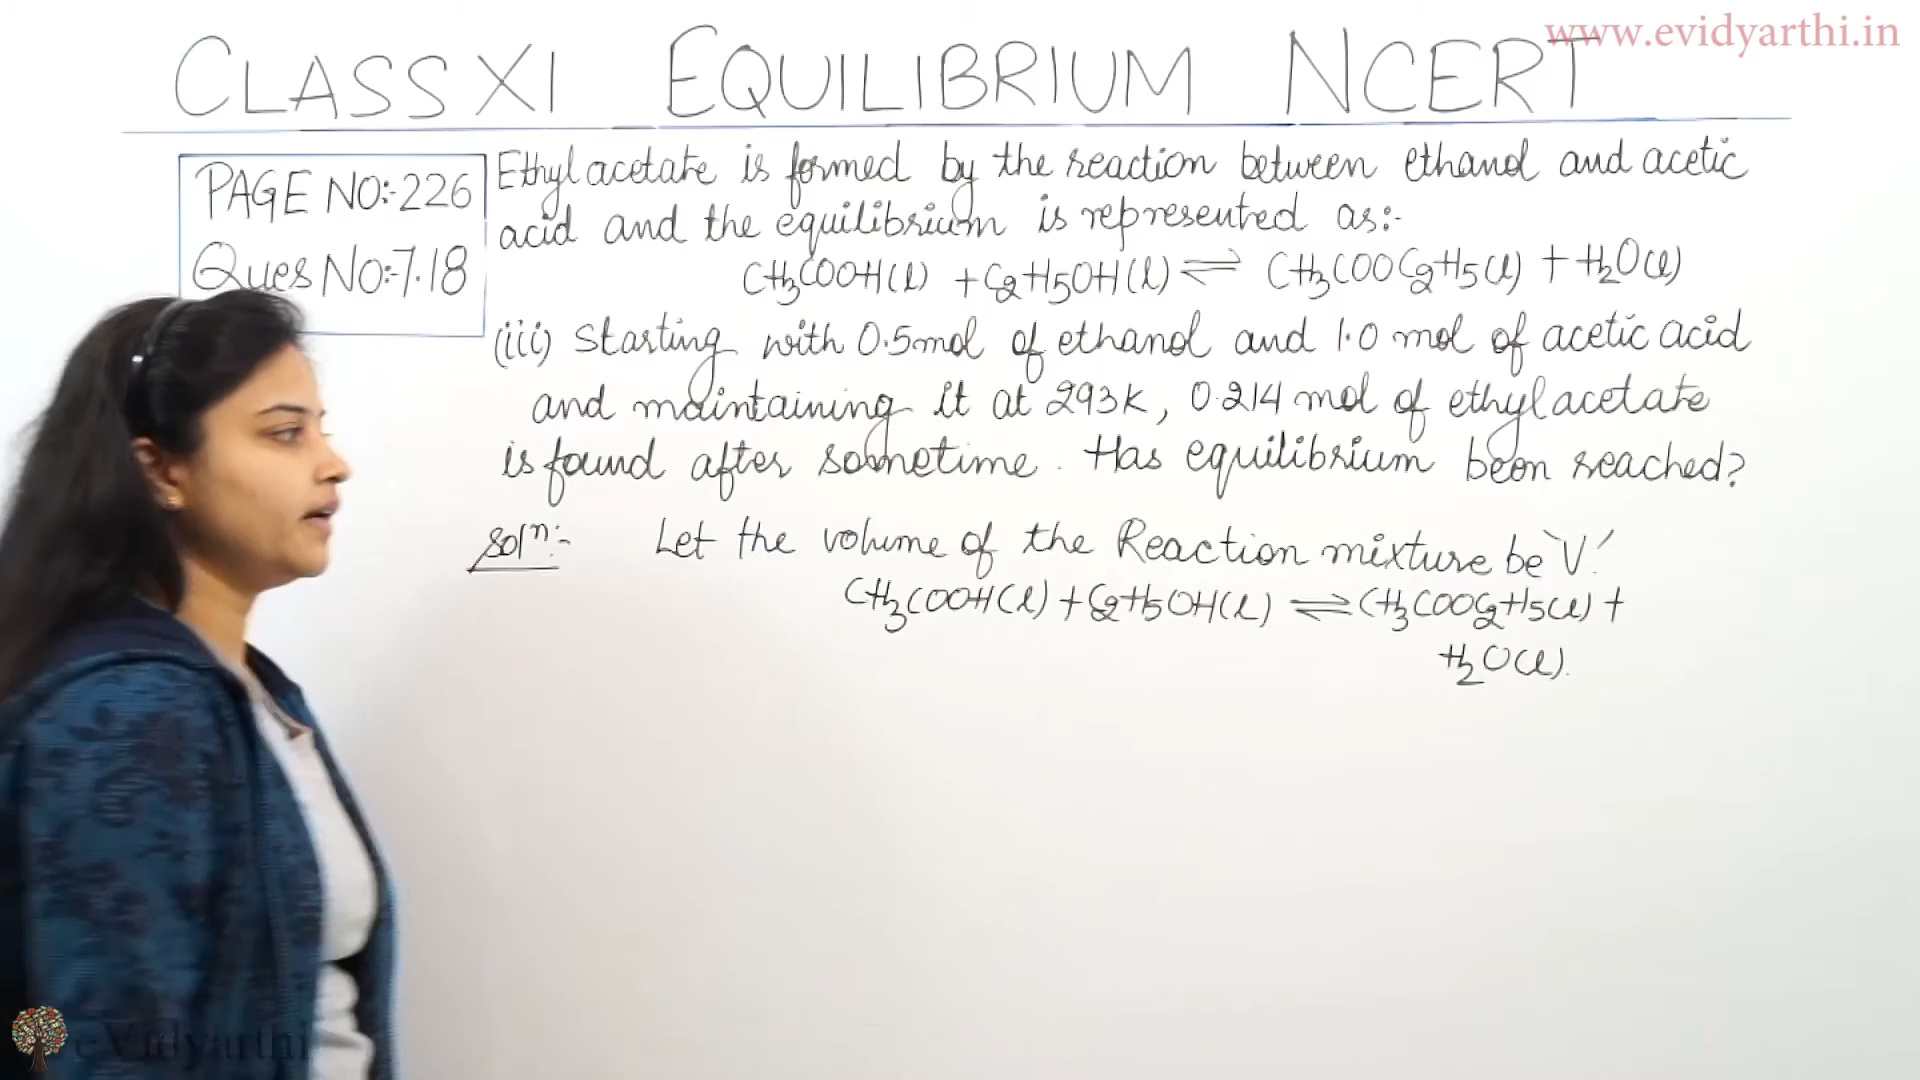 www.evidyarthi.in
CLASS XI EQUILIBRIUM NCERT
PAGE NO:-226
Ques NO:-7.18
Ethyl acetate is formed by the reaction between ethanol and acetic
acid and the equilibrium is represented as:-
CH3COOH(l) + C2H5OH(l) ⇌ CH3COOC2H5(l) + H2O(l)
(iii) Starting with 0.5mol of ethanol and 1.0 mol of acetic acid
and maintaining it at 293K, 0.214 mol of ethyl acetate
is found after sometime. Has equilibrium been reached?
Solⁿ:- Let the volume of the Reaction mixture be 'V'.
CH3COOH(l) + C2H5OH(l) ⇌ CH3COOC2H5(l) +
H2O(l).
eVidyarthi